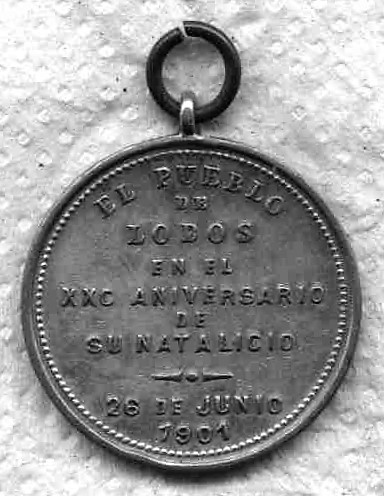 EL PUEBLO
DE
LOBOS
EN EL
XXC ANIVERSARIO
DE
SU NATALICIO
26 DE JUNIO
1901